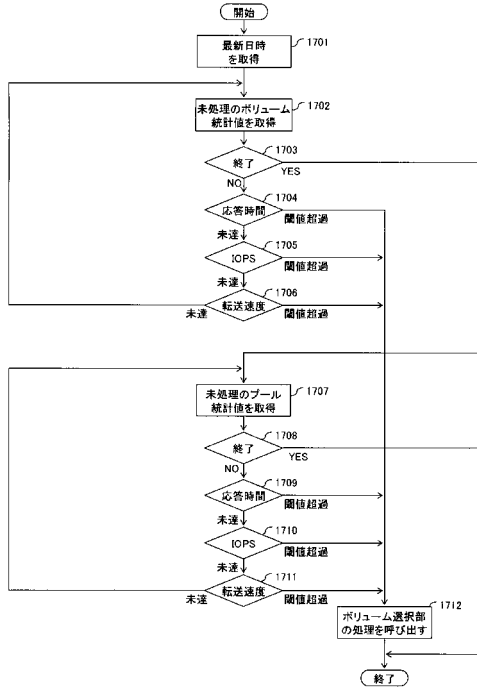 開始
最新日時
を取得
1701
未処理のボリューム
統計値を取得
1702
終了
1703
YES
NO
応答時間
1704
閾値超過
未達
IOPS
1705
閾値超過
未達
転送速度
1706
未達
閾値超過
未処理のプール
統計値を取得
1707
終了
1708
YES
NO
応答時間
1709
閾値超過
未達
IOPS
1710
閾値超過
未達
転送速度
1711
未達
閾値超過
ボリューム選択部
の処理を呼び出す
1712
終了